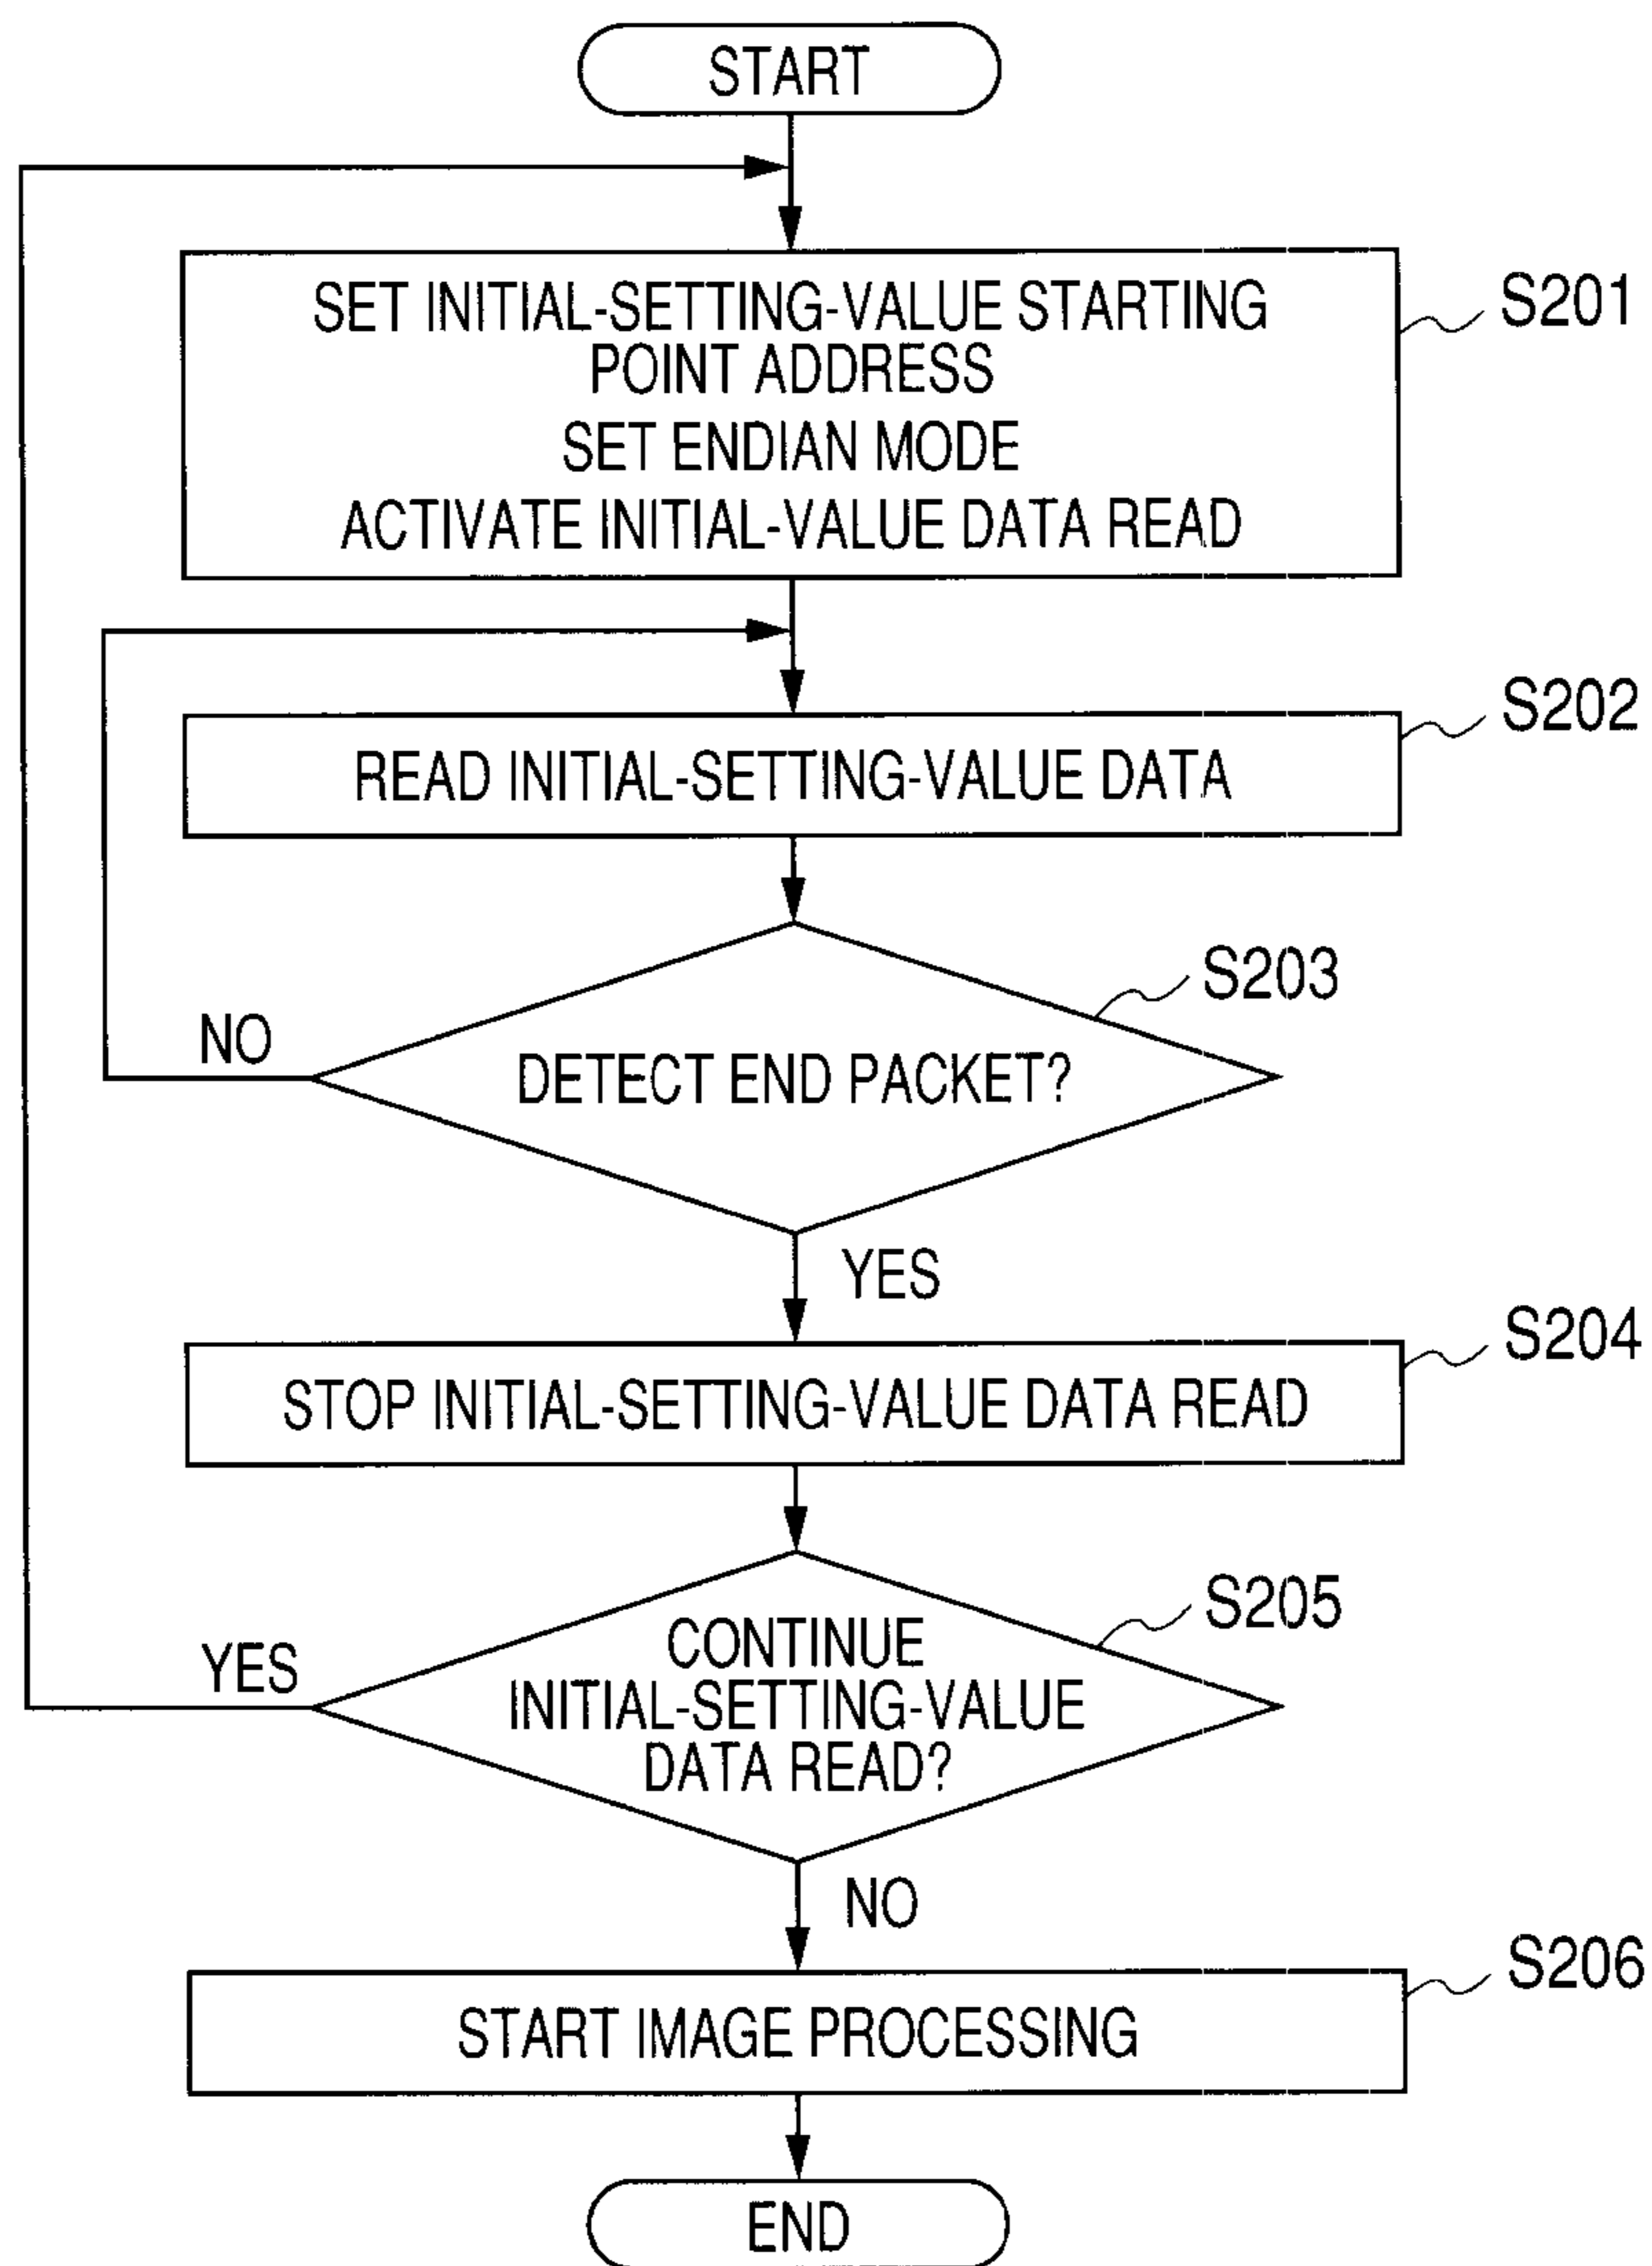 START
SET INITIAL-SETTING-VALUE STARTING
POINT ADDRESS
SET ENDIAN MODE
ACTIVATE INITIAL-VALUE DATA READ
S201
READ INITIAL-SETTING-VALUE DATA
S202
DETECT END PACKET?
S203
NO
YES
STOP INITIAL-SETTING-VALUE DATA READ
S204
CONTINUE
INITIAL-SETTING-VALUE
DATA READ?
S205
YES
NO
START IMAGE PROCESSING
S206
END